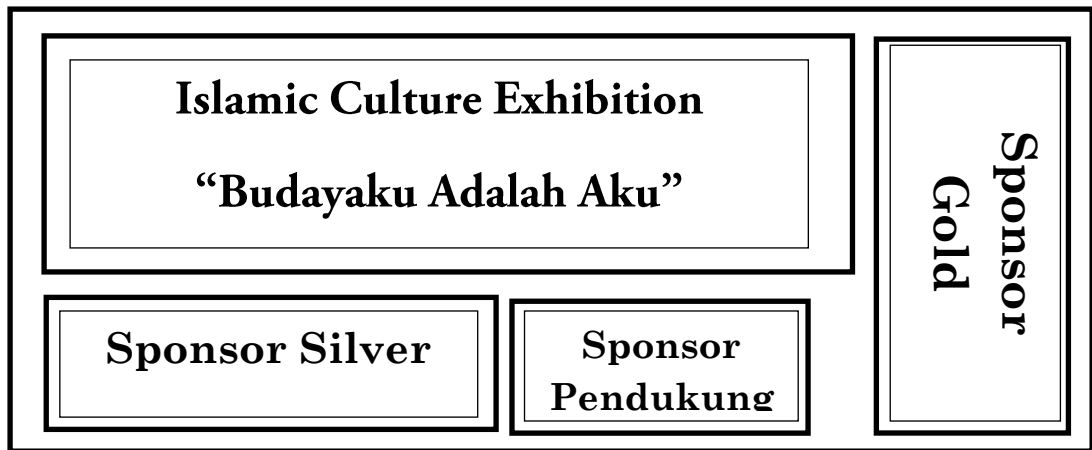 Islamic Culture Exhibition
“Budayaku Adalah Aku”
Sponsor
Gold
Sponsor Silver
Sponsor
Pendukung